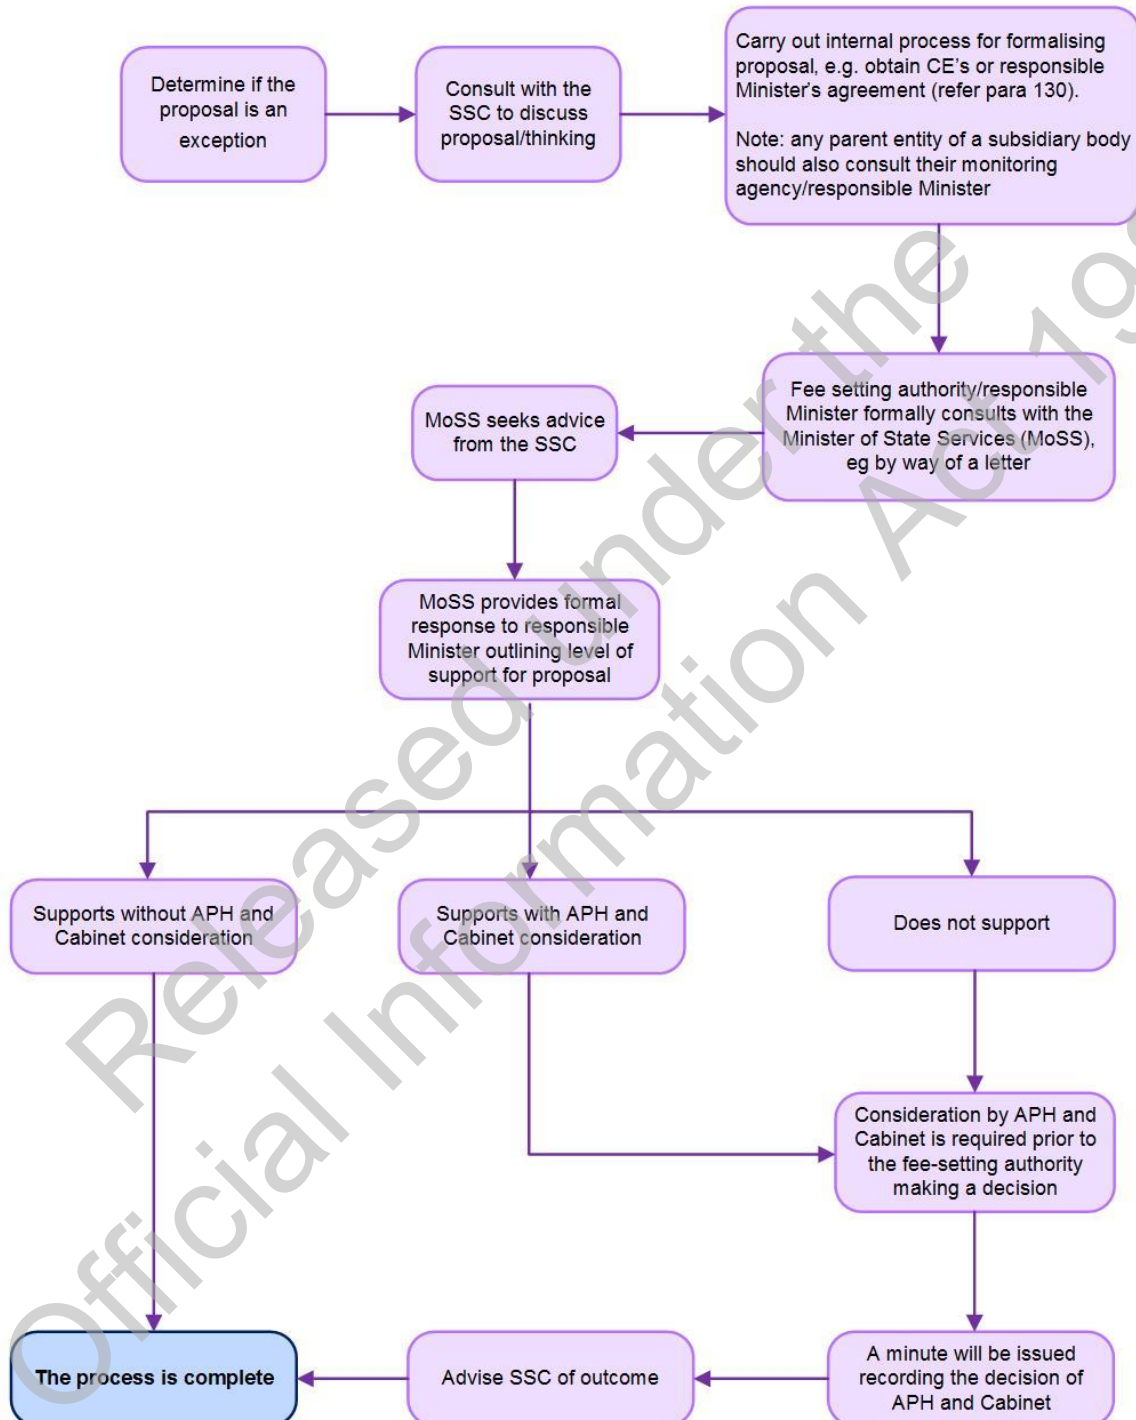 Determine if the
proposal is an
exception
Consult with the
SSC to discuss
proposal/thinking
Carry out internal process for formalising
proposal, e.g. obtain CE's or responsible
Minister's agreement (refer para 130).
Note: any parent entity of a subsidiary body
should also consult their monitoring
agency/responsible Minister
Fee setting authority/responsible
Minister formally consults with the
Minister of State Services (MoSS),
eg by way of a letter
MoSS seeks advice
from the SSC
MoSS provides formal
response to responsible
Minister outlining level of
support for proposal
Supports without APH and
Cabinet consideration
Supports with APH and
Cabinet consideration
Does not support
Consideration by APH and
Cabinet is required prior to
the fee-setting authority
making a decision
A minute will be issued
recording the decision of
APH and Cabinet
Advise SSC of outcome
The process is complete
Released under the
Official Information Act